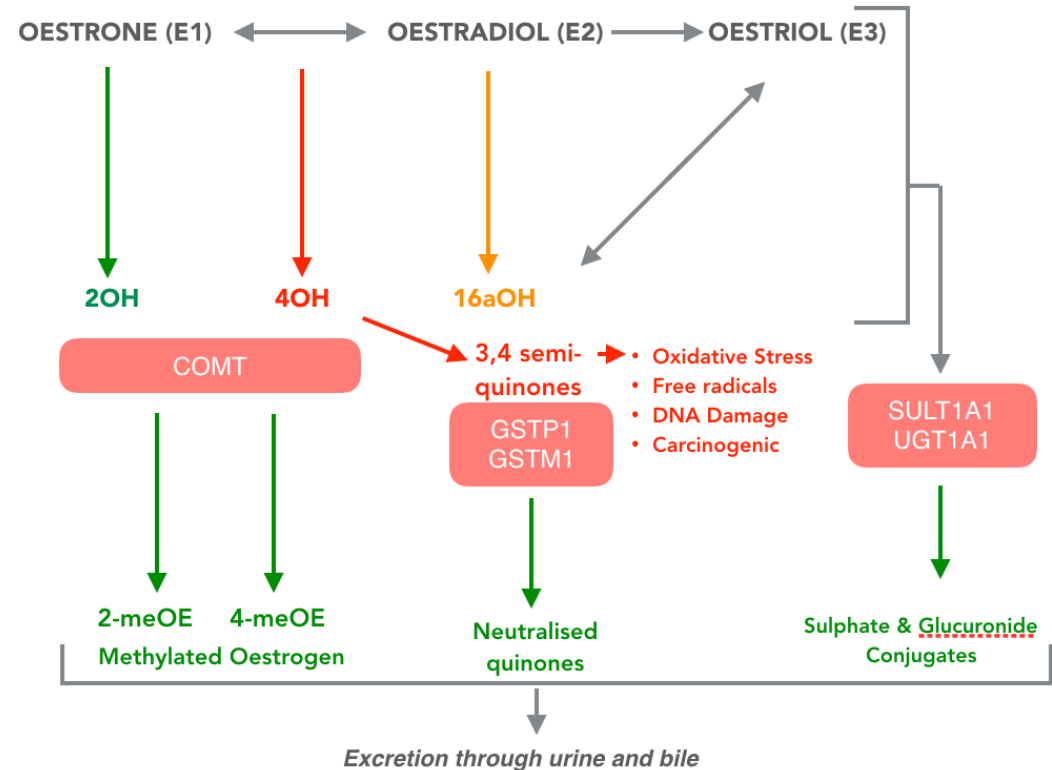 OESTRONE (E1)
OESTRADIOL (E2)
OESTRIOL (E3)
2OH
4OH
16aOH
COMT
3,4 semi-
quinones
• Oxidative Stress
• Free radicals
• DNA Damage
• Carcinogenic
GSTP1
GSTM1
SULT1A1
UGT1A1
2-meOE
4-meOE
Methylated Oestrogen
Neutralised
quinones
Sulphate & Glucuronide
Conjugates
Excretion through urine and bile